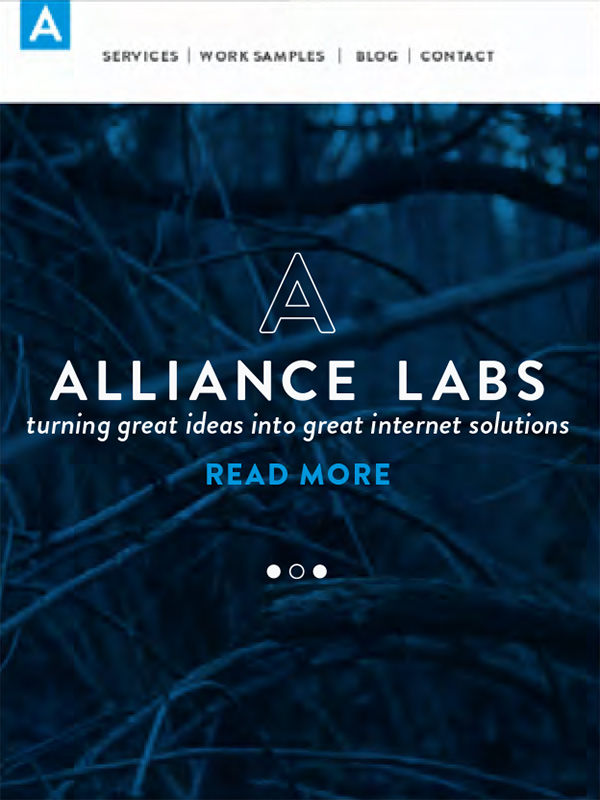 A
SERVICES | WORK SAMPLES | BLOG | CONTACT
A
ALLIANCE LABS
turning great ideas into great internet solutions
READ MORE